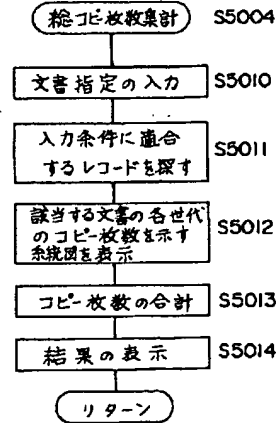 総コピー枚数集計 S5004
文書指定の入力 S5010
入力条件に適合 S5011
するレコードを探す
該当する文書の各世代 S5012
のコピー枚数を示す
系統図を表示
コピー枚数の合計 S5013
結果の表示 S5014
リターン